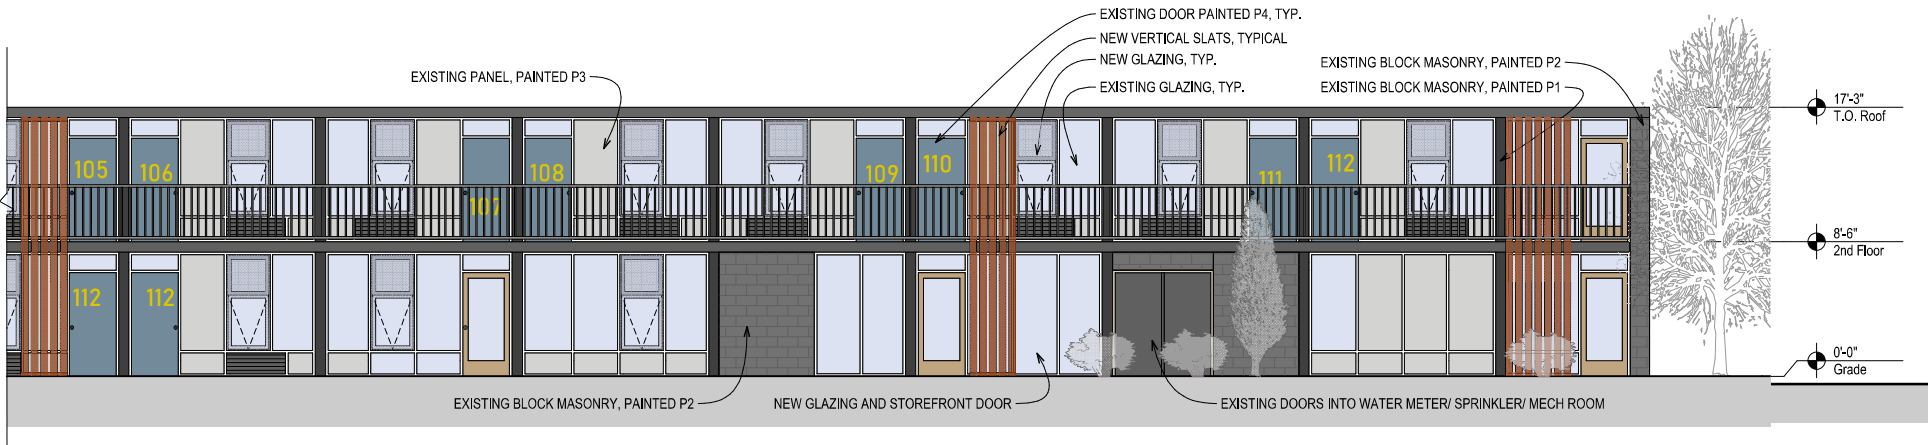 EXISTING DOOR PAINTED P4, TYP.
NEW VERTICAL SLATS, TYPICAL
NEW GLAZING, TYP.
EXISTING GLAZING, TYP.
EXISTING PANEL, PAINTED P3
EXISTING BLOCK MASONRY, PAINTED P2
EXISTING BLOCK MASONRY, PAINTED P1
17'-3"
T.O. Roof
105
106
107
108
109
110
111
112
8'-6"
2nd Floor
112
112
0'-0"
Grade
EXISTING BLOCK MASONRY, PAINTED P2
NEW GLAZING AND STOREFRONT DOOR
EXISTING DOORS INTO WATER METER/ SPRINKLER/ MECH ROOM